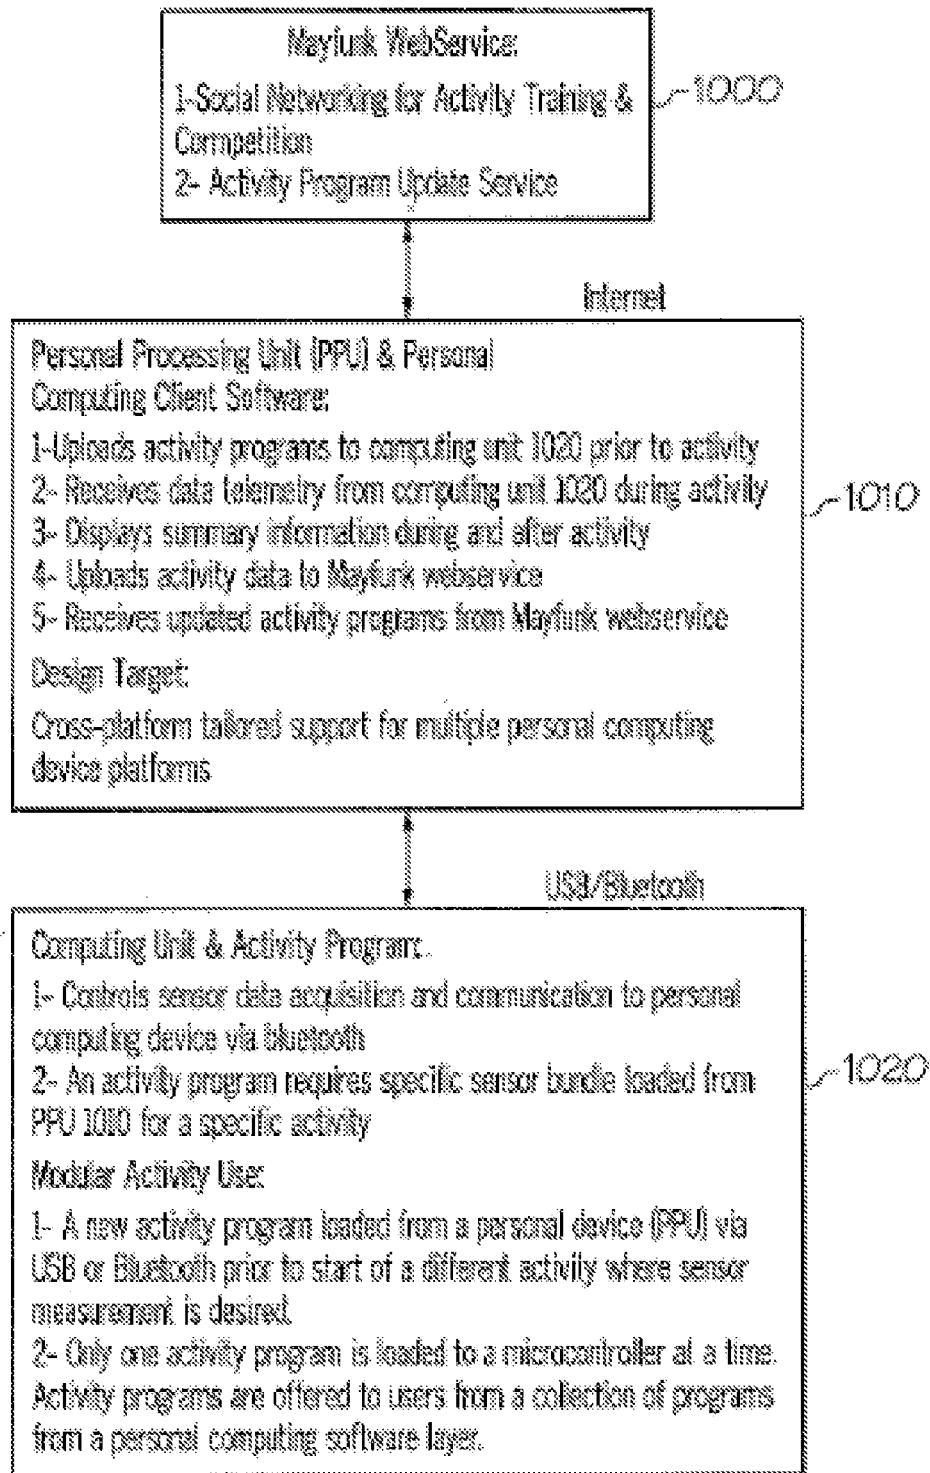 Mayfunk WebService:
1-Social Networking for Activity Training &
Cormpetition
2- Activity Program Update Service
1000
Internet
Personal Processing Unit (PPU) & Personal
Computing Client Software:
1-Uploads activity programs to computing unit 1020 prior to activity
2- Receives data telemetry from computing unit 1020 during activity
3- Displays summary information during and after activity
4- Uploads activity data to Mayfunk webservice
5- Receives updated activity programs from Mayfunk webservice
Design Target:
Cross-platform tailored support for multiple personal computing
device platforms
1010
USB/Bluetooth
Computing Unit & Activity Program:
1- Controls sensor data acquisition and communication to personal
computing device via bluetooth
2- An activity program requires specific sensor bundle loaded from
PPU 1010 for a specific activity
Modular Activity Use:
1- A new activity program loaded from a personal device (PPU) via
USB or Bluetooth prior to start of a different activity where sensor
measurement is desired.
2- Only one activity program is loaded to a microcontroller at a time.
Activity programs are offered to users from a collection of programs
from a personal computing software layer.
1020